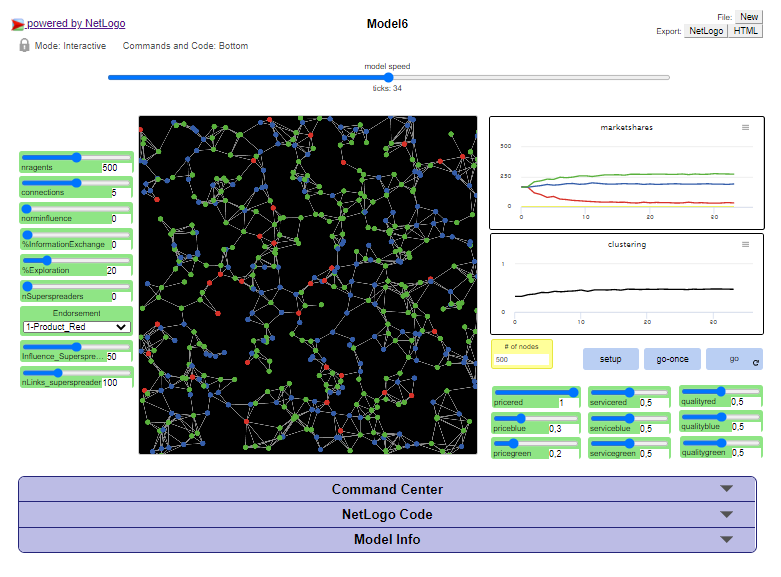 powered by NetLogo
Model6
File: New
Export: NetLogo HTML
Mode: Interactive Commands and Code: Bottom
model speed
ticks: 34
nragents 500
connections 5
norminfluence 0
%InformationExchange 0
%Exploration 20
nSuperspreaders 0
Endorsement
1-Product_Red
Influence_Superspre... 50
nLinks_superspreader 100
marketshares
500
250
0
0 10 20 33
clustering
1
0
0 10 20 33
# of nodes
500
setup go-once go
pricered 1 servicered 0,5 qualityred 0,5
priceblue 0,3 serviceblue 0,5 qualityblue 0,5
pricegreen 0,2 servicegreen 0,5 qualitygreen 0,5
Command Center
NetLogo Code
Model Info